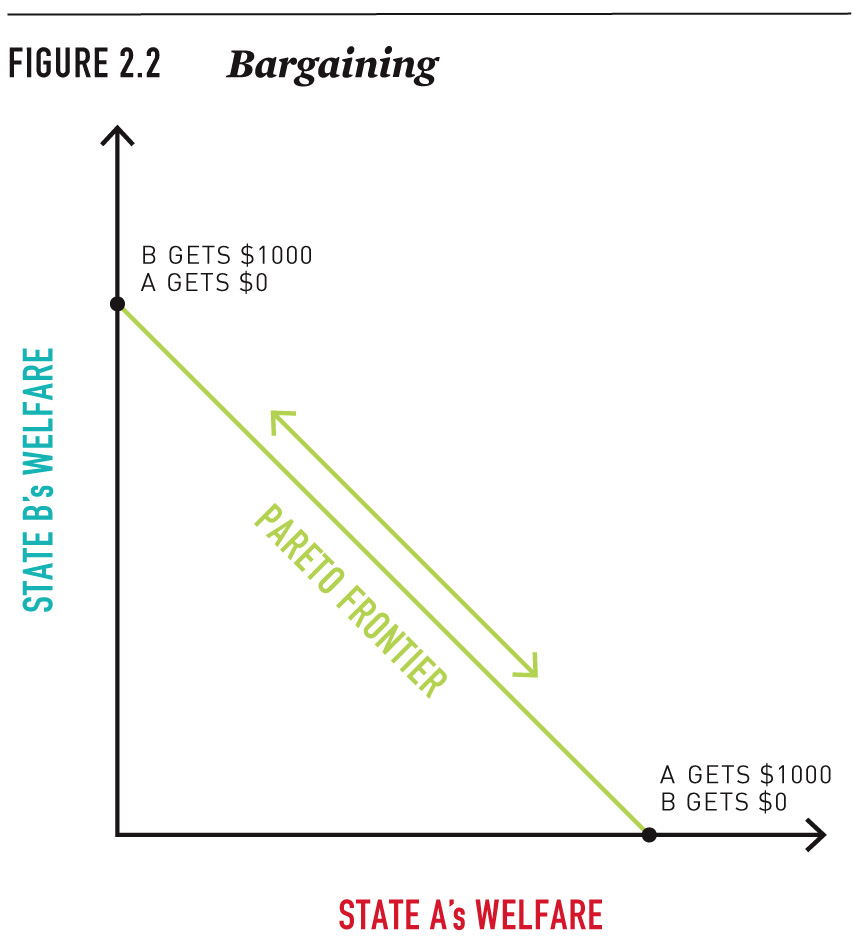 FIGURE 2.2 Bargaining
B GETS $1000
A GETS $0
STATE B's WELFARE
PARETO FRONTIER
A GETS $1000
B GETS $0
STATE A's WELFARE